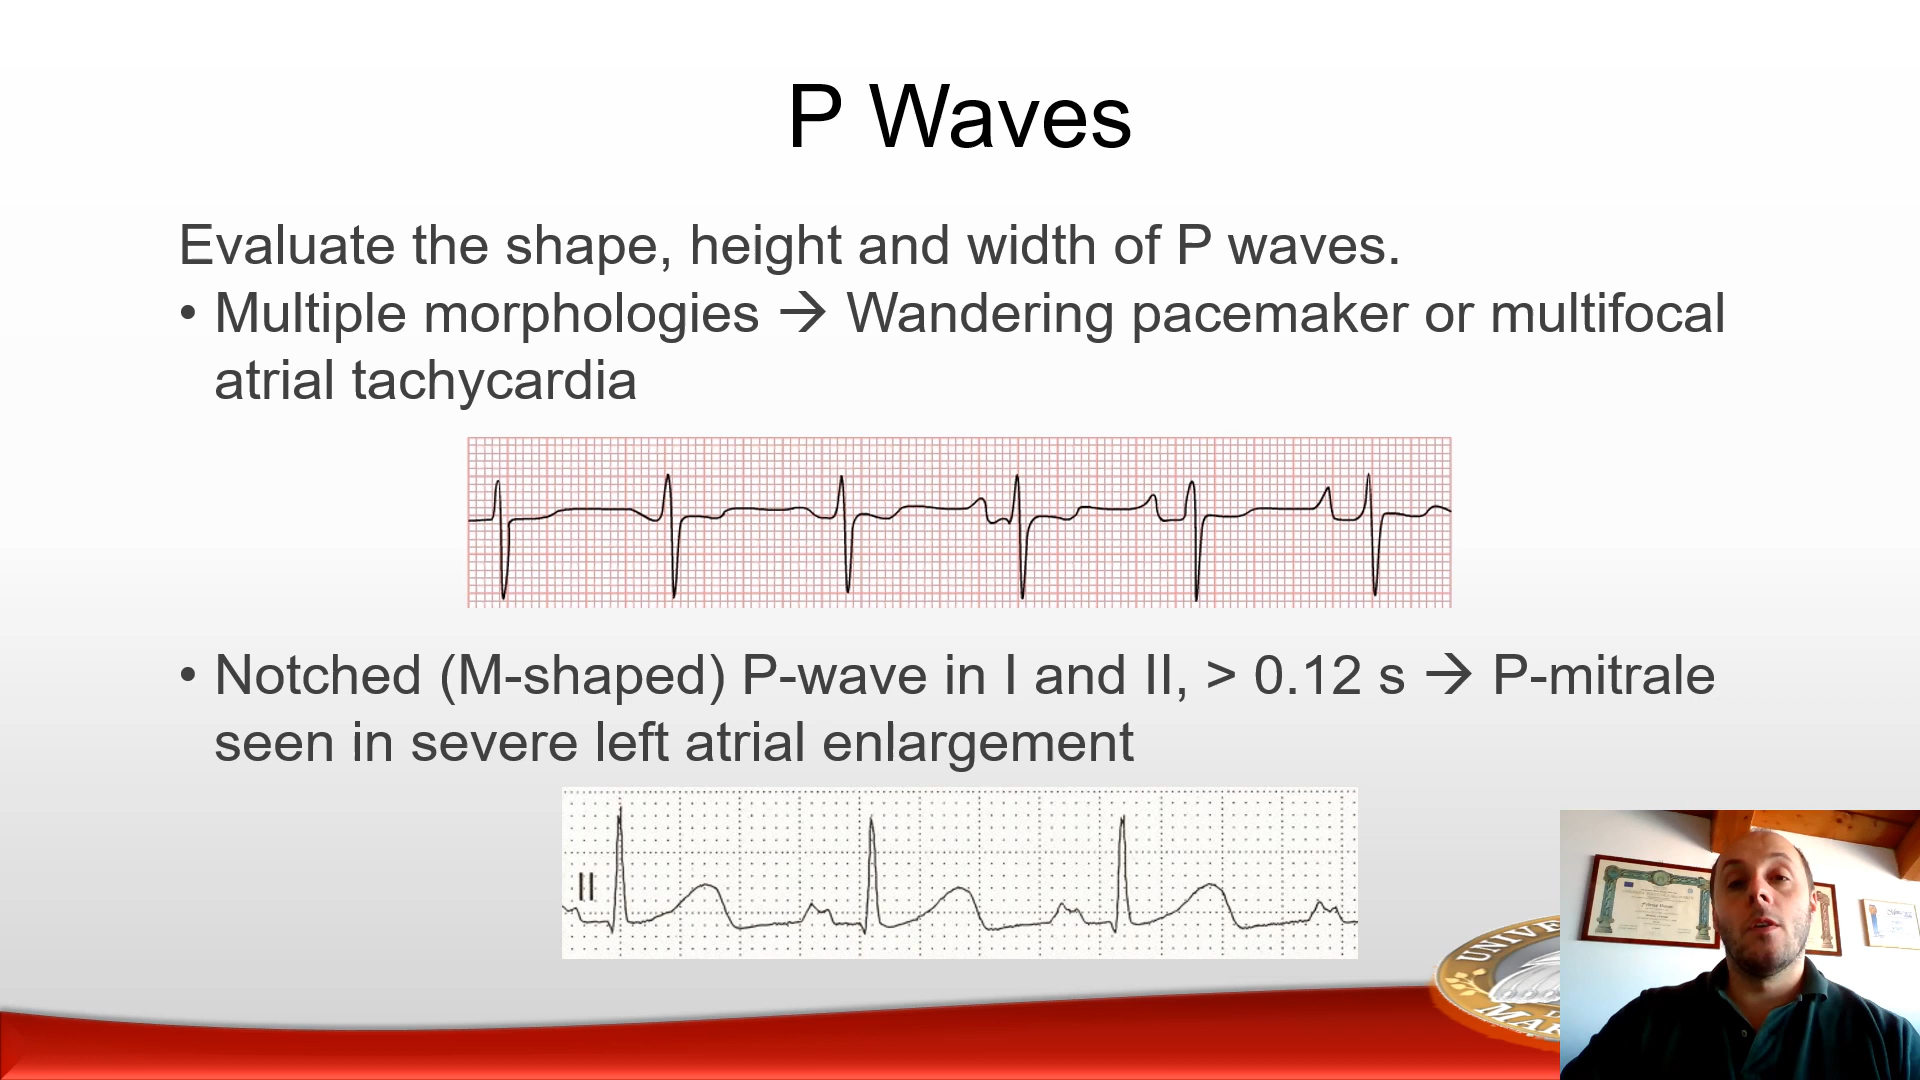 P Waves
Evaluate the shape, height and width of P waves.
• Multiple morphologies → Wandering pacemaker or multifocal
atrial tachycardia
• Notched (M-shaped) P-wave in I and II, > 0.12 s → P-mitrale
seen in severe left atrial enlargement
II